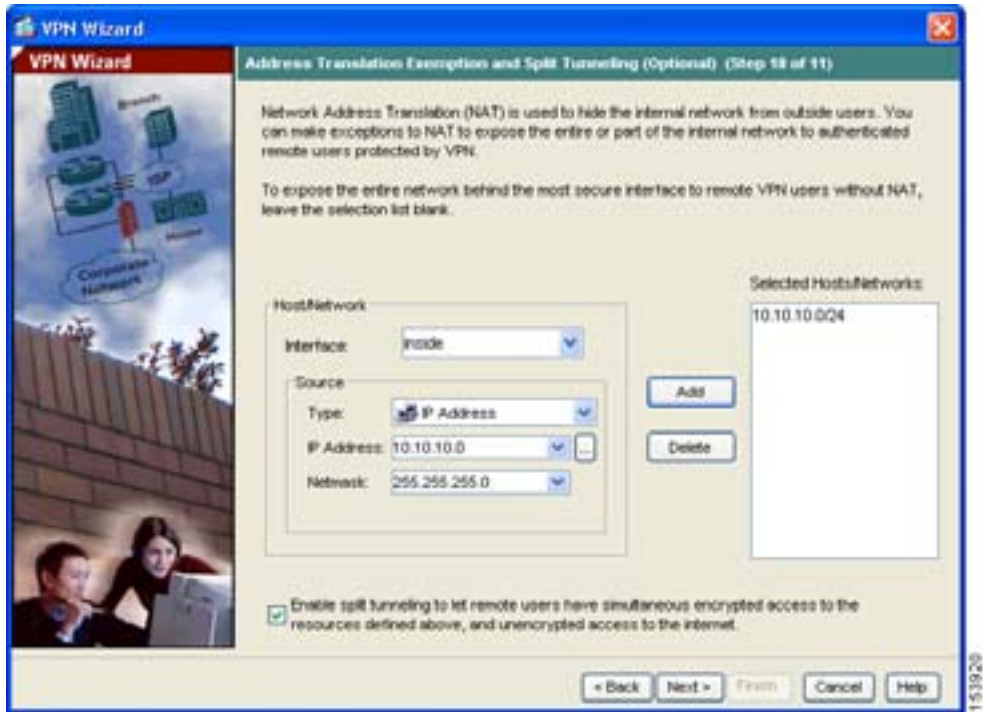 VPN Wizard
VPN Wizard
Address Translation Exemption and Split Tunneling (Optional) (Step 10 of 11)
Branch
ISP
Home
Corporate
Network
Network Address Translation (NAT) is used to hide the internal network from outside users. You
can make exceptions to NAT to expose the entire or part of the internal network to authenticated
remote users protected by VPN.
To expose the entire network behind the most secure interface to remote VPN users without NAT,
leave the selection list blank.
Host/Network
Interface:
inside
Source
Type:
IP Address
IP Address:
10.10.10.0
...
Netmask:
255.255.255.0
Add
Delete
Selected Hosts/Networks:
10.10.10.0/24
Enable split tunneling to let remote users have simultaneous encrypted access to the
resources defined above, and unencrypted access to the internet.
< Back
Next >
Finish
Cancel
Help
153920